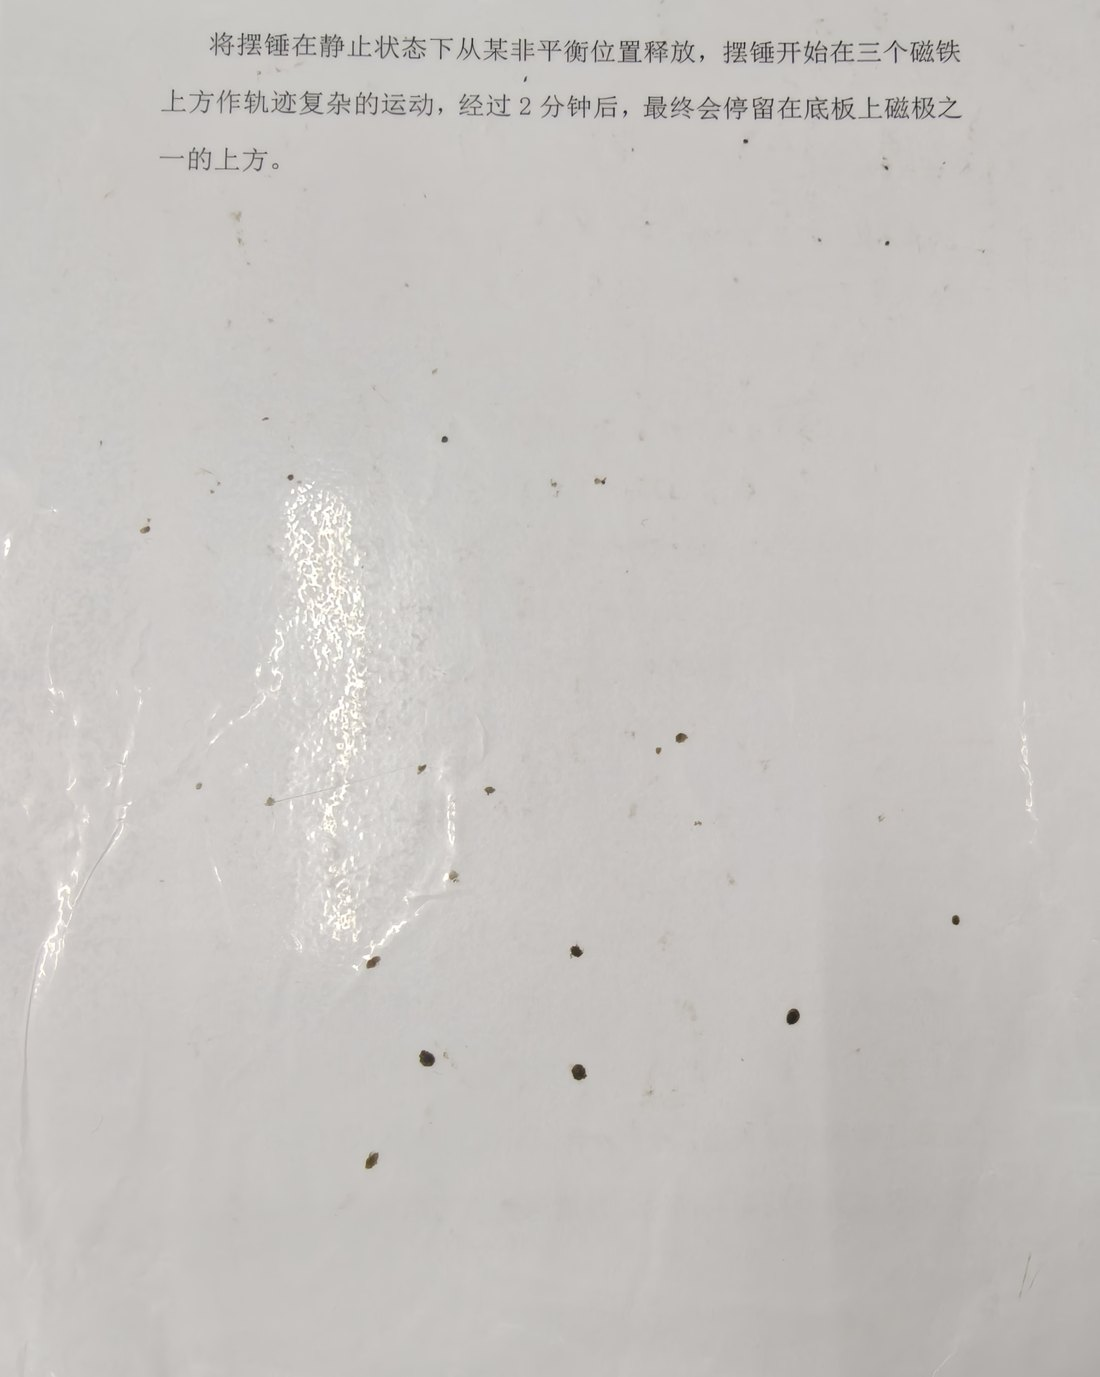 将摆锤在静止状态下从某非平衡位置释放，摆锤开始在三个磁铁
上方作轨迹复杂的运动，经过 2 分钟后，最终会停留在底板上磁极之
一的上方。